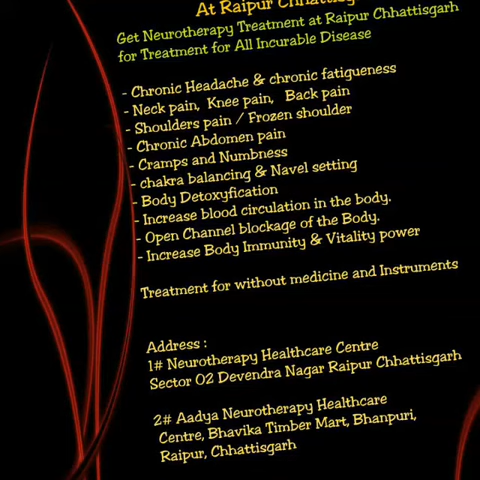 At Raipur Chhattisg
Get Neurotherapy Treatment at Raipur Chhattisgarh
for Treatment for All Incurable Disease
- Chronic Headache & chronic fatigueness
- Neck pain, Knee pain, Back pain
- Shoulders pain / Frozen shoulder
- Chronic Abdomen pain
- Cramps and Numbness
- chakra balancing & Navel setting
- Body Detoxyfication
- Increase blood circulation in the body.
- Open Channel blockage of the Body.
- Increase Body Immunity & Vitality power
Treatment for without medicine and Instruments
Address :
1# Neurotherapy Healthcare Centre
Sector 02 Devendra Nagar Raipur Chhattisgarh
2# Aadya Neurotherapy Healthcare
Centre, Bhavika Timber Mart, Bhanpuri,
Raipur, Chhattisgarh